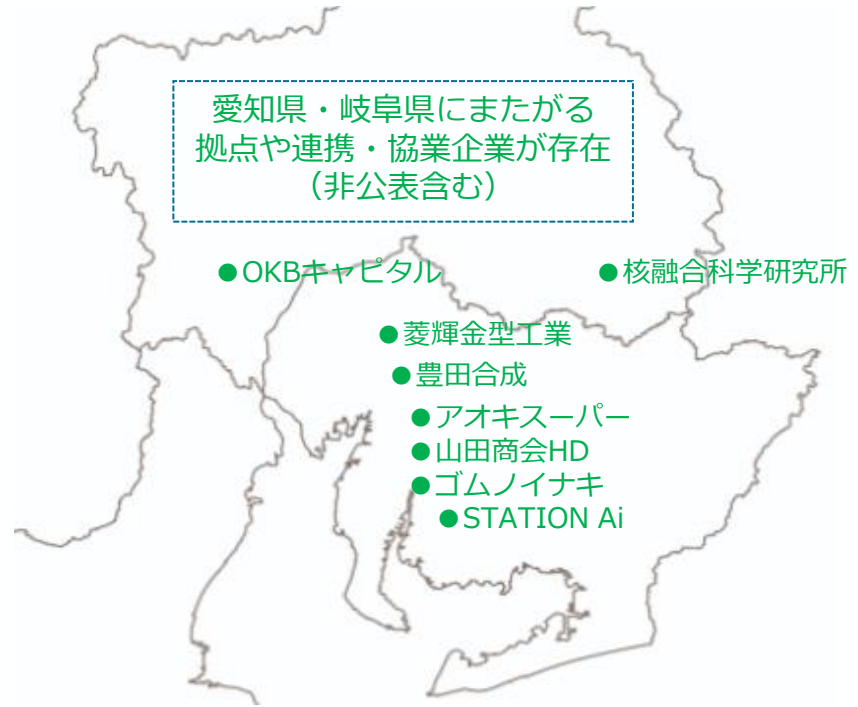 愛知県・岐阜県にまたがる
拠点や連携・協業企業が存在
（非公表含む）
●OKBキャピタル
●核融合科学研究所
●菱輝金型工業
●豊田合成
●アオキスーパー
●山田商会HD
●ゴムノイナキ
●STATION Ai